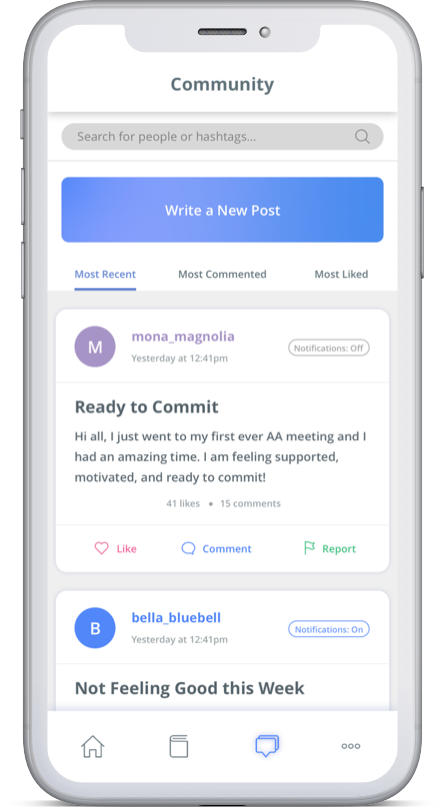 Community
Search for people or hashtags...
Write a New Post
Most Recent Most Commented Most Liked
M
mona_magnolia
Yesterday at 12:41pm
Notifications: Off
Ready to Commit
Hi all, I just went to my first ever AA meeting and I
had an amazing time. I am feeling supported,
motivated, and ready to commit!
41 likes • 15 comments
Like Comment Report
B
bella_bluebell
Yesterday at 12:41pm
Notifications: On
Not Feeling Good this Week